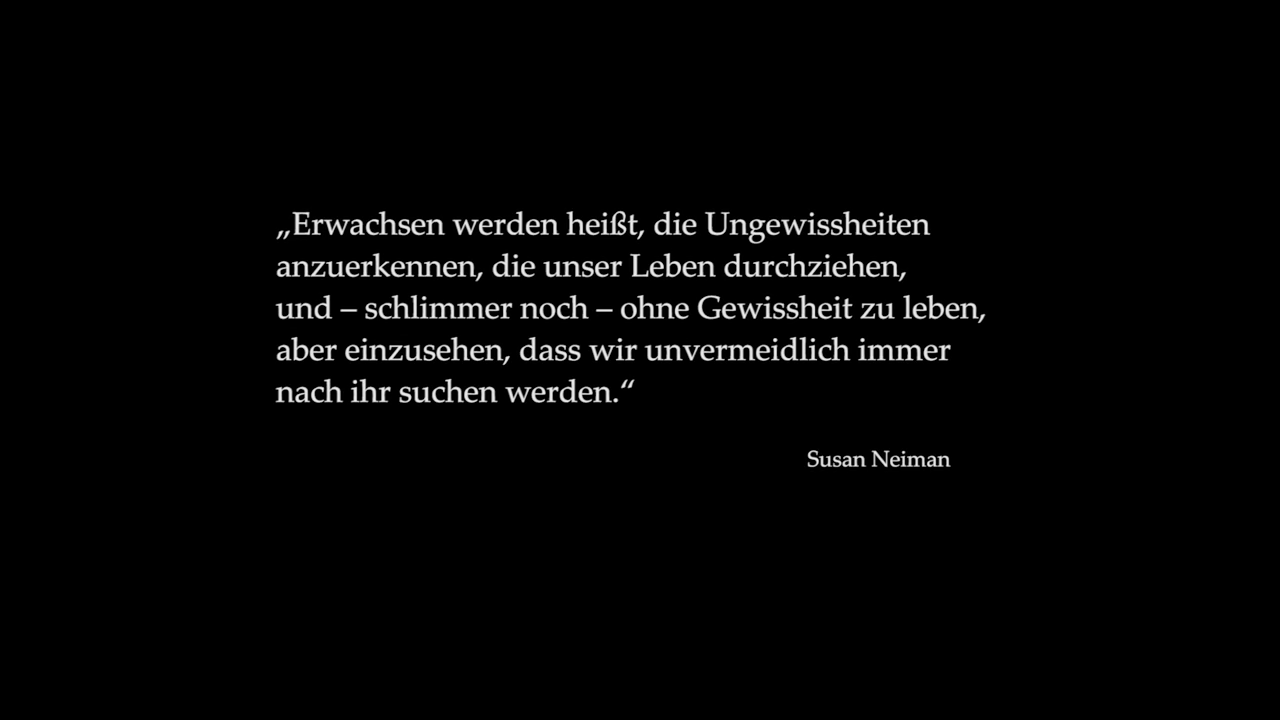 „Erwachsen werden heißt, die Ungewissheiten
anzuerkennen, die unser Leben durchziehen,
und – schlimmer noch – ohne Gewissheit zu leben,
aber einzusehen, dass wir unvermeidlich immer
nach ihr suchen werden.“
Susan Neiman